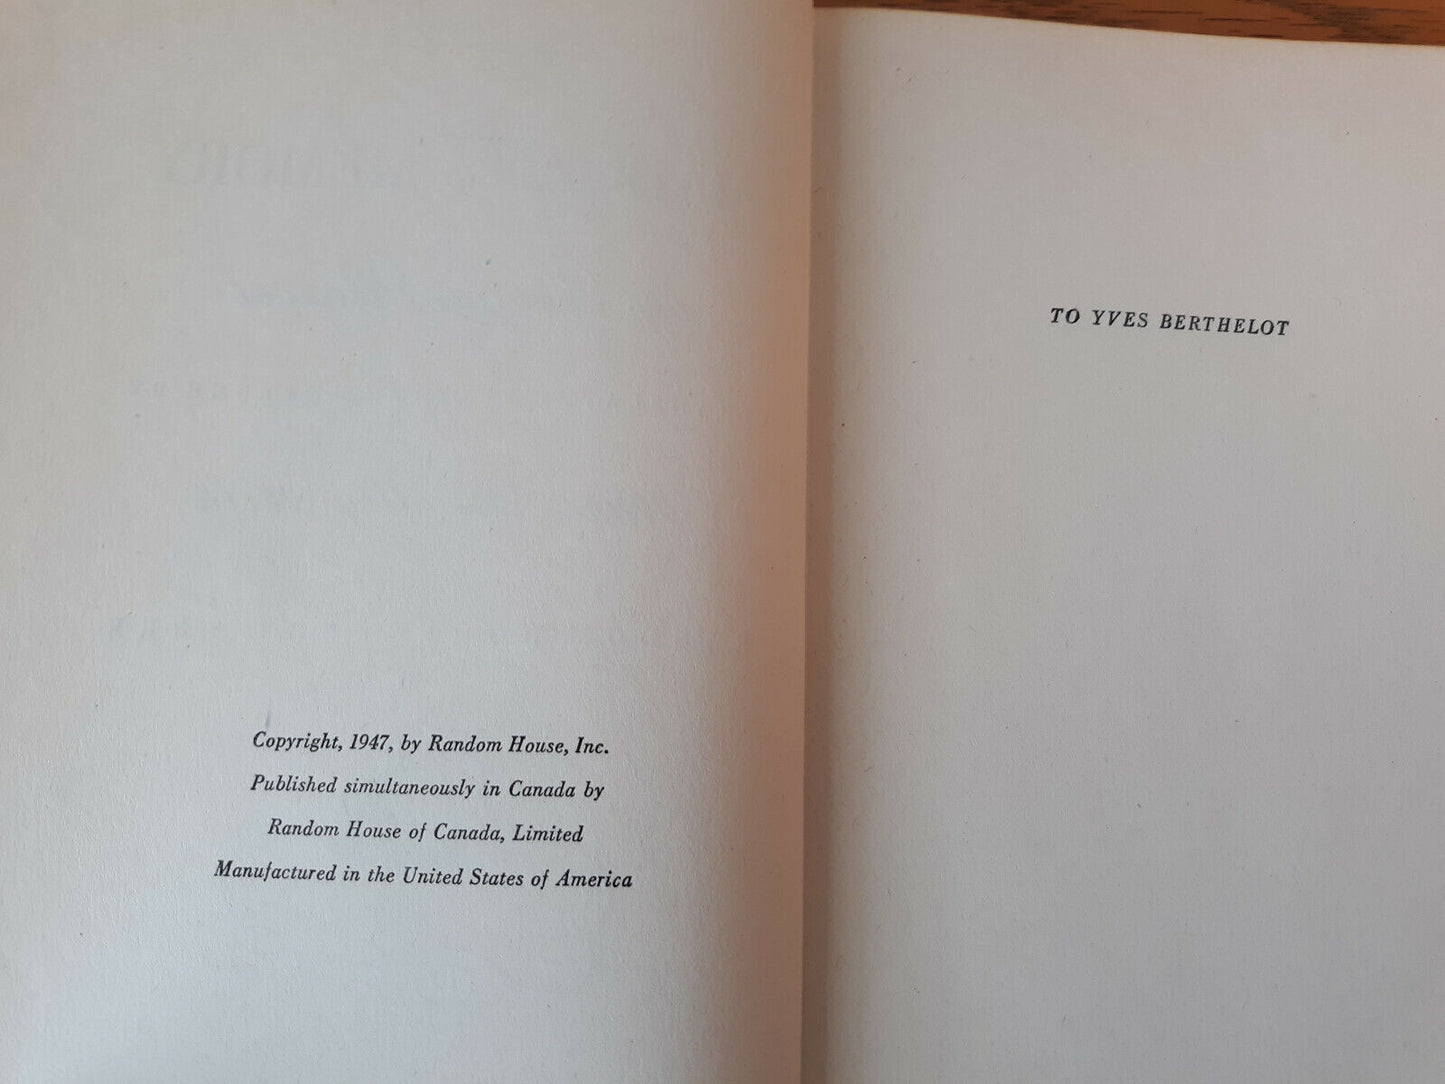 Copyright, 1947, by Random House, Inc.
Published simultaneously in Canada by
Random House of Canada, Limited
Manufactured in the United States of America
TO YVES BERTHELOT